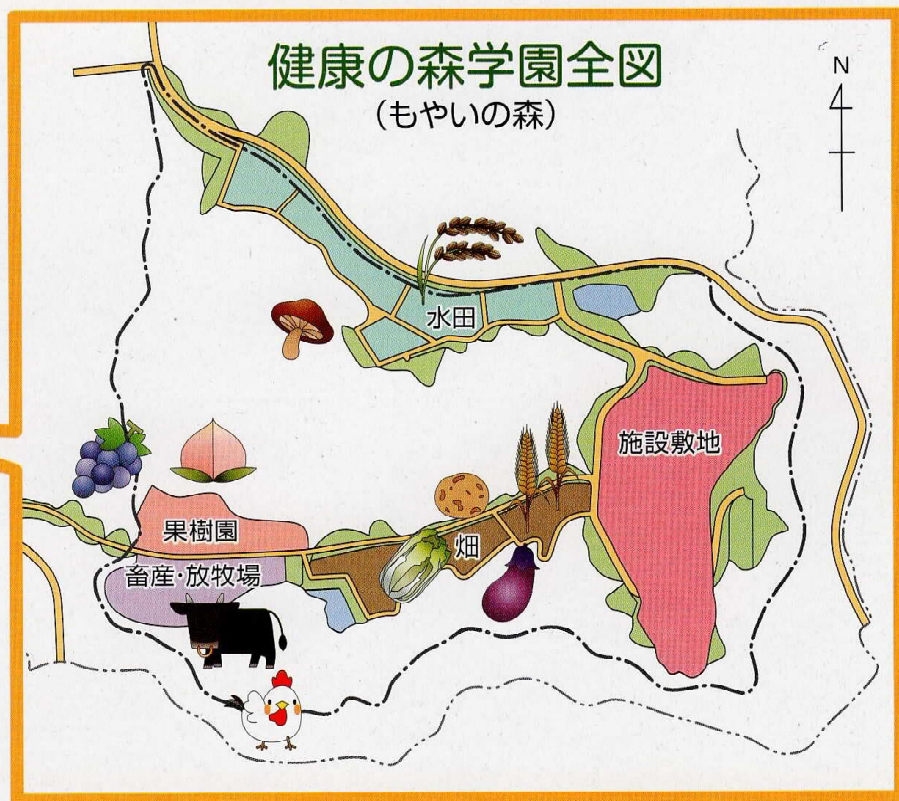 健康の森学園全図
(もやいの森)
N
水田
施設敷地
果樹園
畑
畜産・放牧場